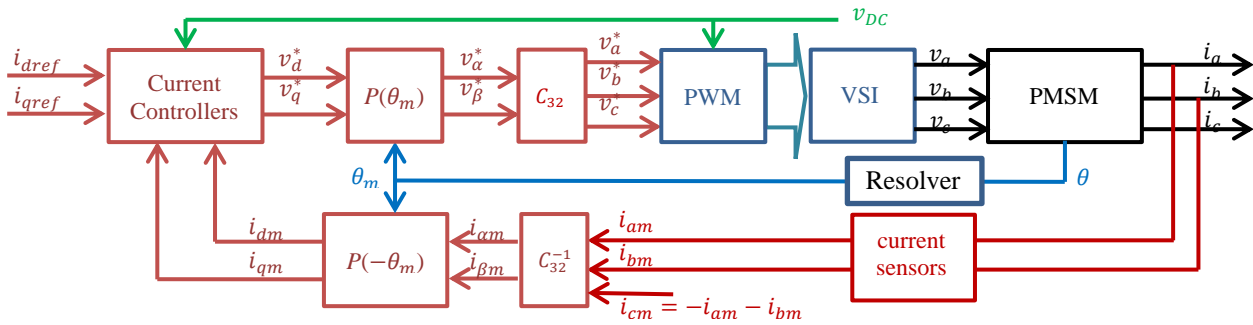 v_DC
i_dref
i_qref
Current
Controllers
v_d^*
v_q^*
P(θ_m)
v_α^*
v_β^*
C_32
v_a^*
v_b^*
v_c^*
PWM
VSI
v_a
v_b
v_c
PMSM
i_a
i_b
i_c
θ_m
Resolver
θ
i_dm
i_qm
P(−θ_m)
i_αm
i_βm
C_32^−1
i_am
i_bm
i_cm = −i_am − i_bm
current
sensors